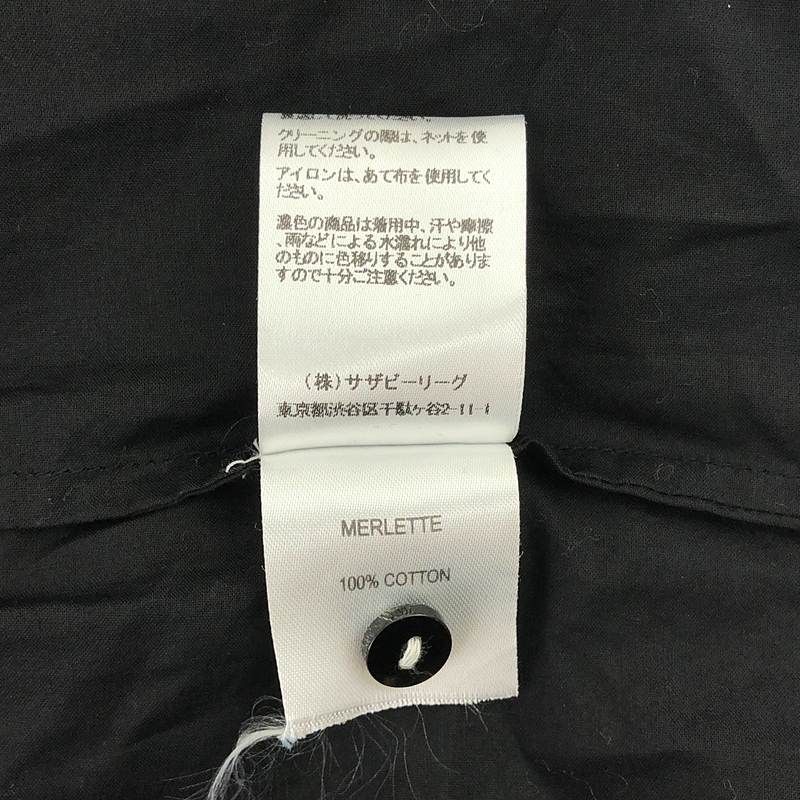 クリーニングの際は、ネットを使
用してください。
アイロンは、あて布を使用してく
ださい。
濃色の商品は着用中、汗や摩擦
、雨などによる水濡れにより他
のものに色移りすることがありま
すので十分ご注意ください。
(株)サザビーリーグ
東京都渋谷区千駄ヶ谷2-11-1
MERLETTE
100% COTTON